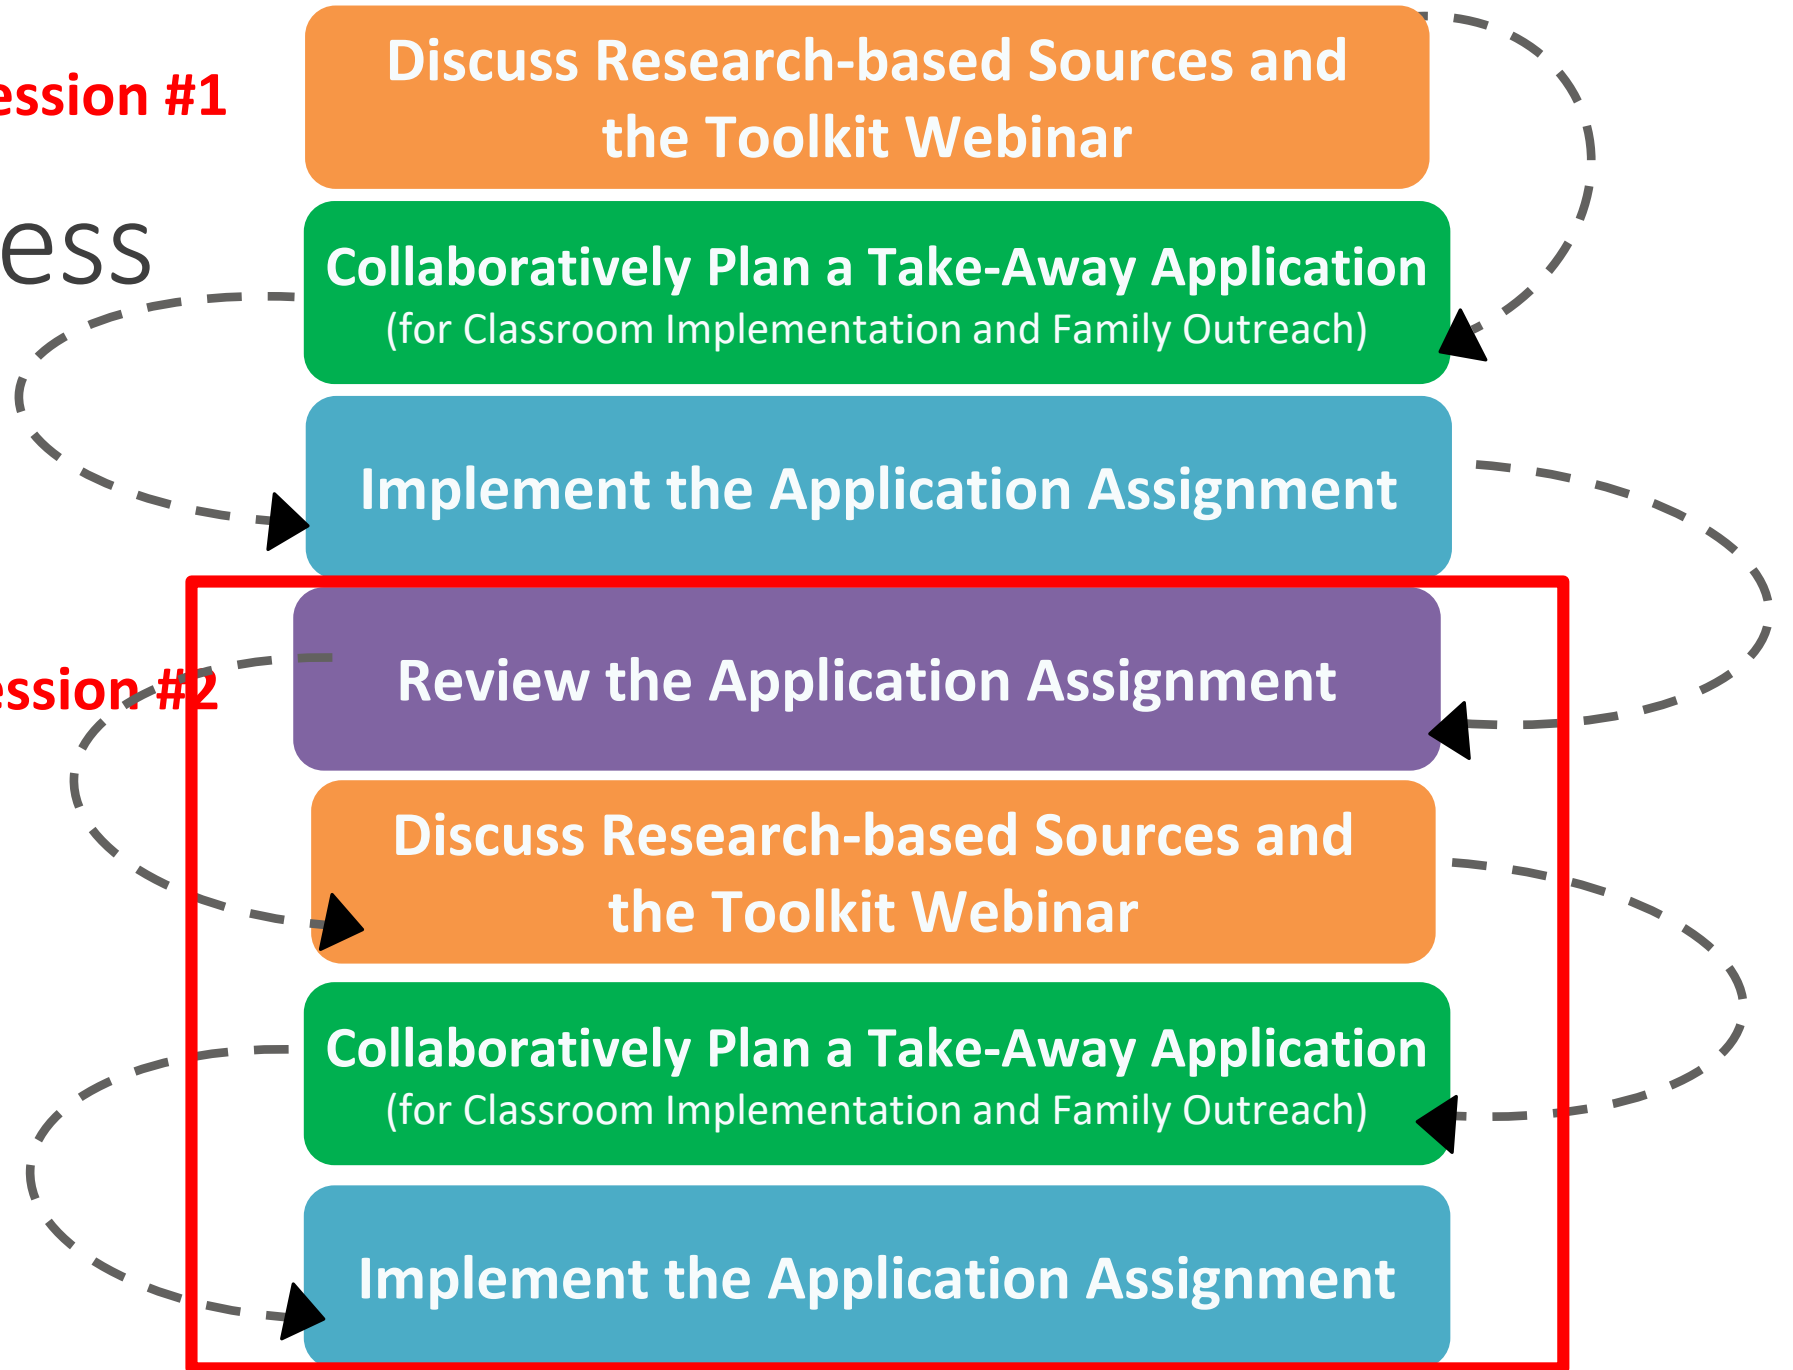 Discuss Research-based Sources and
the Toolkit Webinar
ession #1
ess
Collaboratively Plan a Take-Away Application
(for Classroom Implementation and Family Outreach)
Implement the Application Assignment
Review the Application Assignment
ession #2
Discuss Research-based Sources and
the Toolkit Webinar
Collaboratively Plan a Take-Away Application
(for Classroom Implementation and Family Outreach)
Implement the Application Assignment